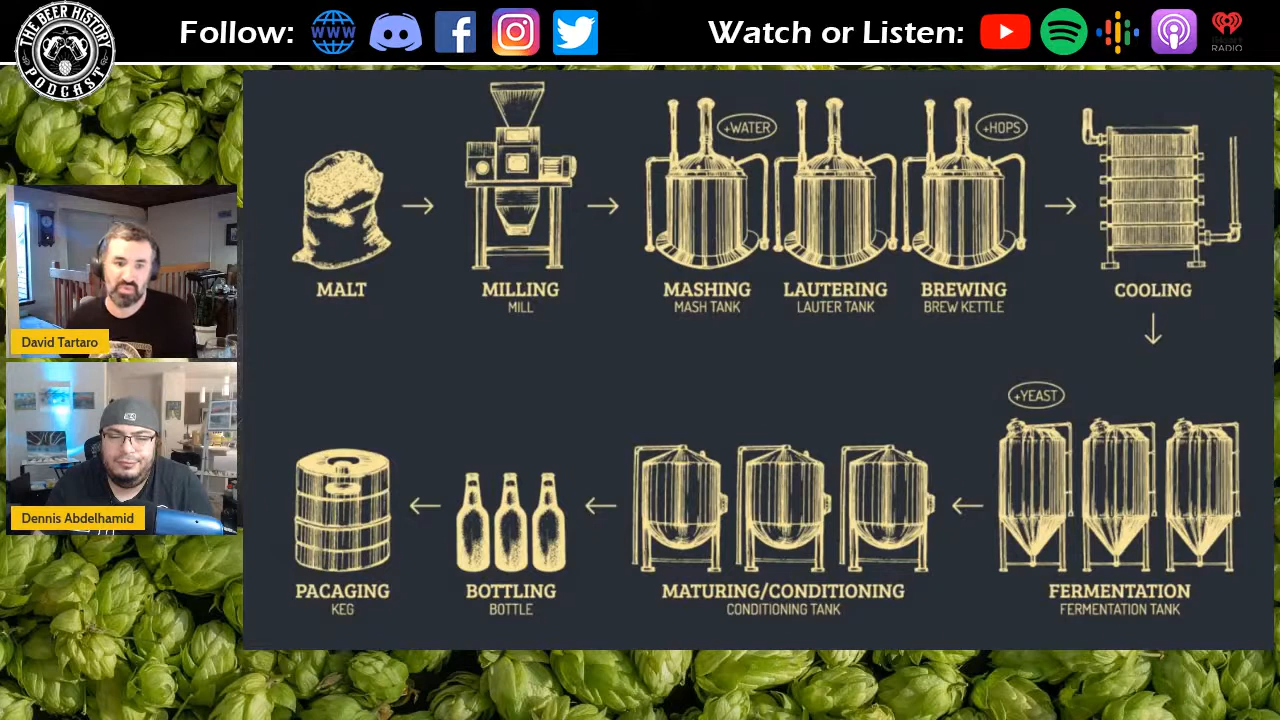 THE BEER HISTORY
PODCAST
Follow:
WWW
Watch or Listen:
RADIO
+WATER
+HOPS
MALT
MILLING
MILL
MASHING
MASH TANK
LAUTERING
LAUTER TANK
BREWING
BREW KETTLE
COOLING
David Tartaro
+YEAST
Dennis Abdelhamid
PACAGING
KEG
BOTTLING
BOTTLE
MATURING/CONDITIONING
CONDITIONING TANK
FERMENTATION
FERMENTATION TANK